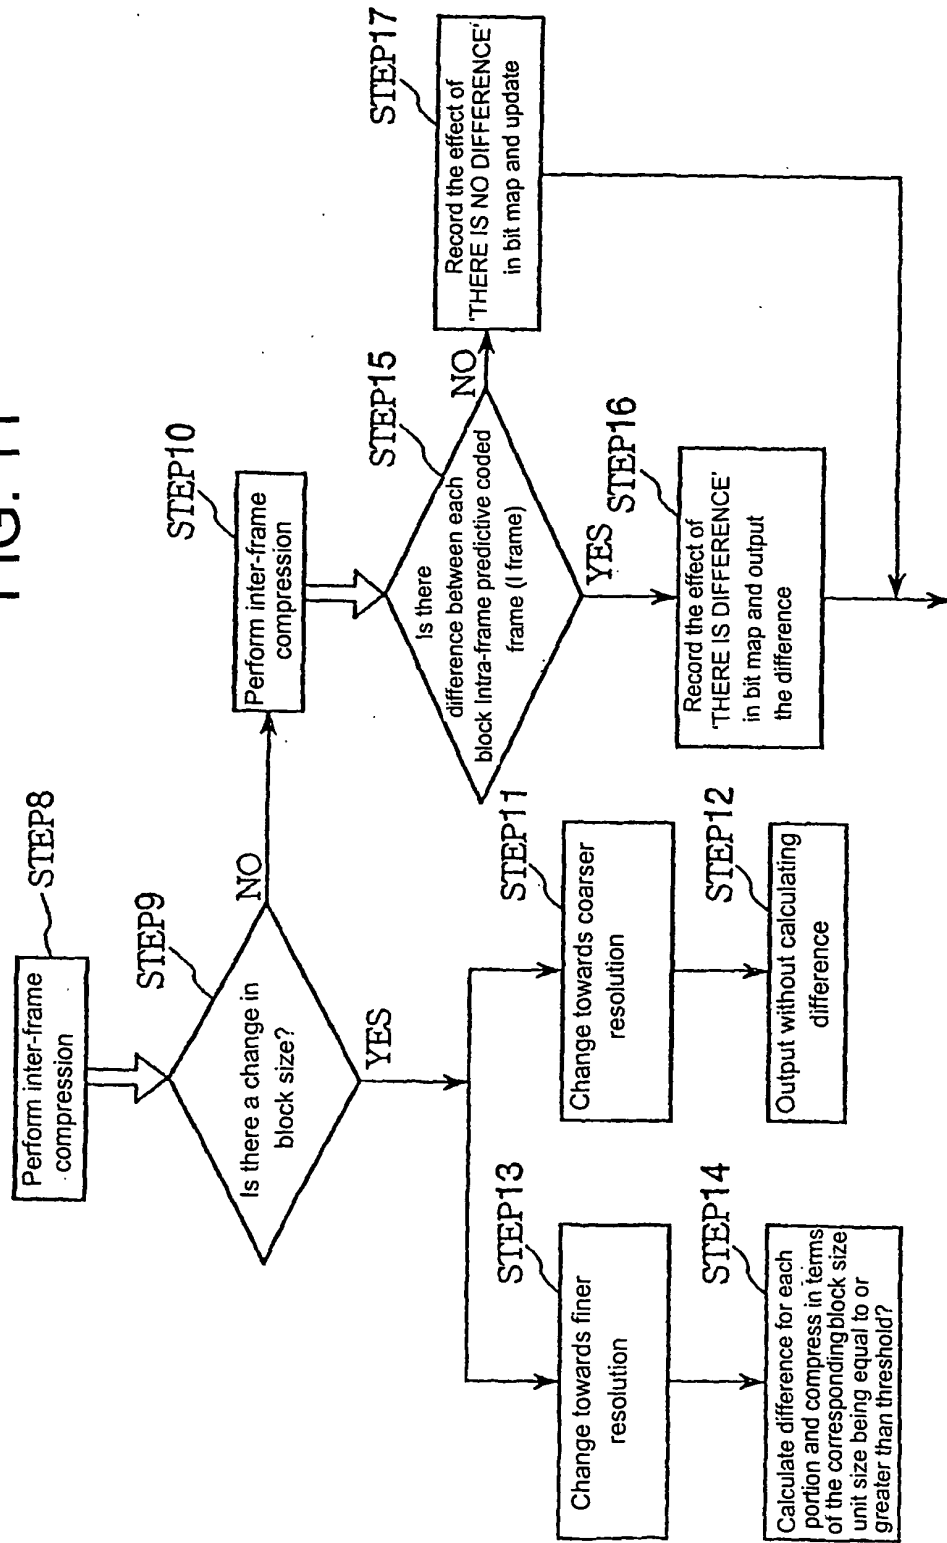 FIG. 11
STEP8
Perform inter-frame
compression
STEP9
Is there a change in
block size?
NO
YES
STEP10
Perform inter-frame
compression
STEP13
Change towards finer
resolution
STEP14
Calculate difference for each
portion and compress in terms
of the corresponding block size
unit size being equal to or
greater than threshold?
STEP11
Change towards coarser
resolution
STEP12
Output without calculating
difference
STEP15
Is there
difference between each
block Intra-frame predictive coded
frame (I frame)
NO
YES
STEP16
Record the effect of
'THERE IS DIFFERENCE'
in bit map and output
the difference
STEP17
Record the effect of
'THERE IS NO DIFFERENCE'
in bit map and update